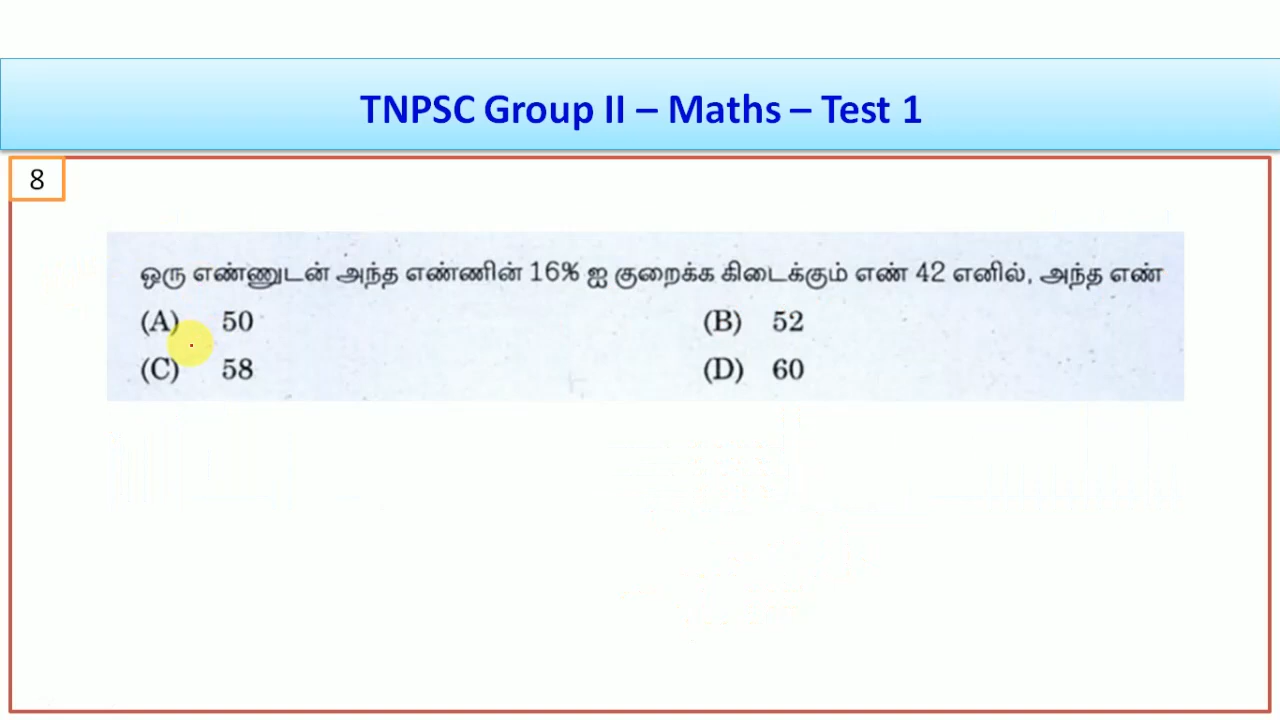 TNPSC Group II – Maths – Test 1
8
ஒரு எண்ணுடன் அந்த எண்ணின் 16% ஐ குறைக்க கிடைக்கும் எண் 42 எனில், அந்த எண்
(A) 50 (B) 52
(C) 58 (D) 60